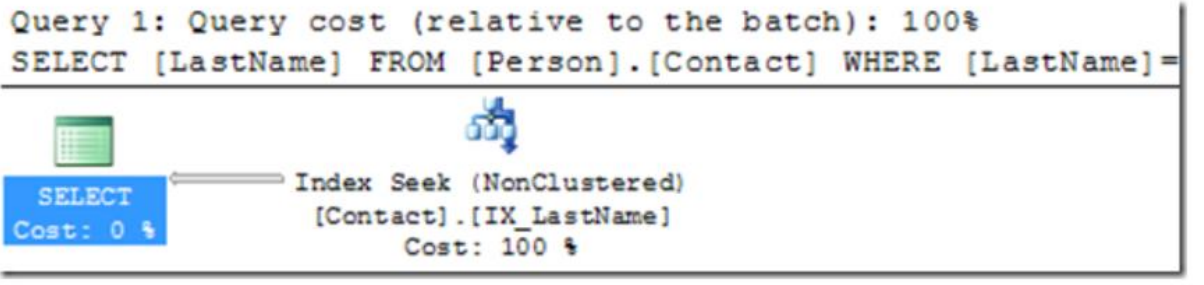 Query 1: Query cost (relative to the batch): 100%
SELECT [LastName] FROM [Person].[Contact] WHERE [LastName]=
SELECT
Cost: 0 %
Index Seek (NonClustered)
[Contact].[IX_LastName]
Cost: 100 %